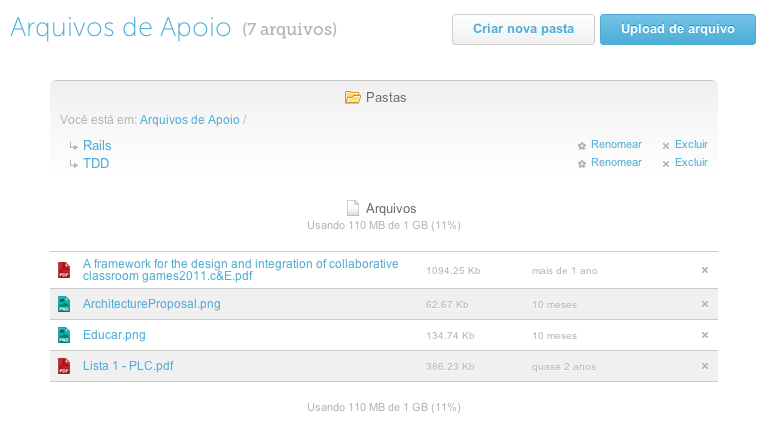 Arquivos de Apoio (7 arquivos)
Criar nova pasta
Upload de arquivo
Pastas
Você está em: Arquivos de Apoio /
Rails
Renomear
Excluir
TDD
Renomear
Excluir
Arquivos
Usando 110 MB de 1 GB (11%)
A framework for the design and integration of collaborative
classroom games2011.c&E.pdf
1094.25 Kb
mais de 1 ano
ArchitectureProposal.png
62.67 Kb
10 meses
Educar.png
134.74 Kb
10 meses
Lista 1 - PLC.pdf
386.23 Kb
quase 2 anos
Usando 110 MB de 1 GB (11%)